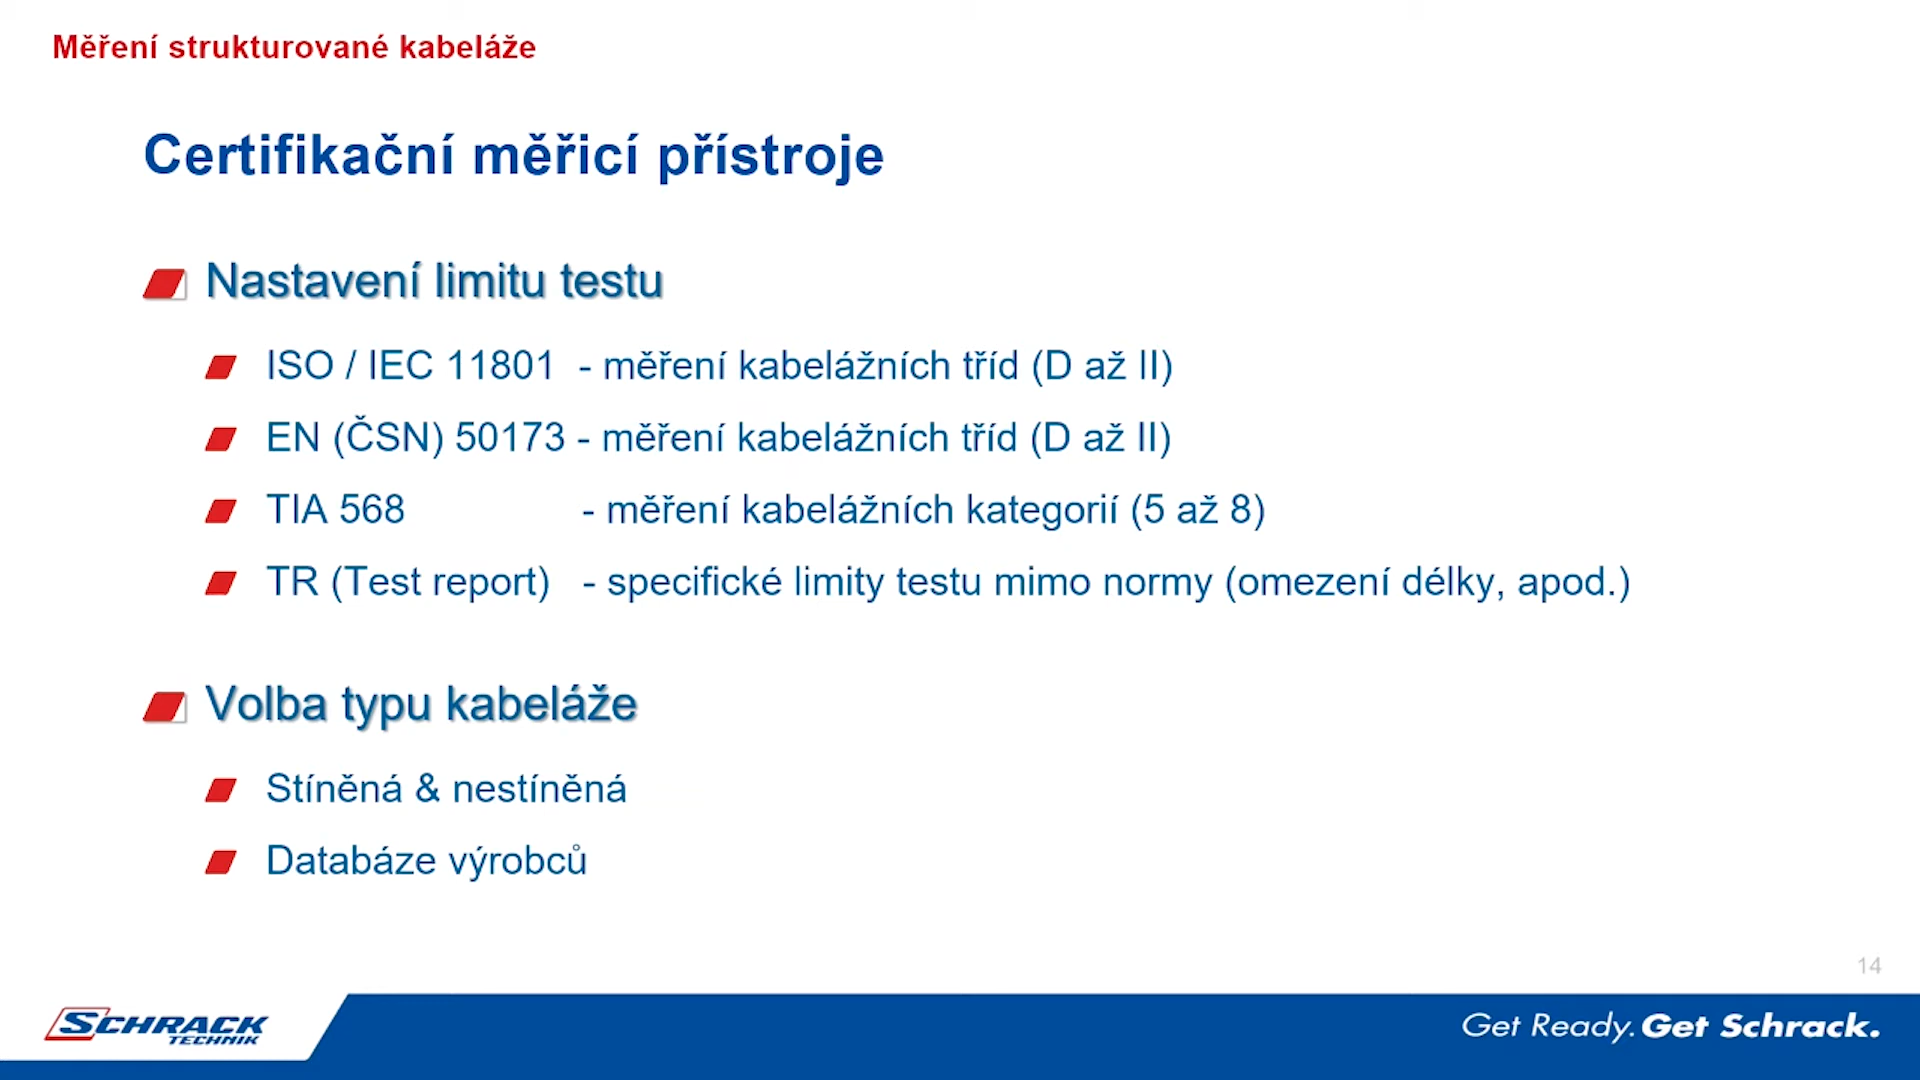 Měření strukturované kabeláže
Certifikační měřicí přístroje
Nastavení limitu testu
ISO / IEC 11801 - měření kabelážních tříd (D až II)
EN (ČSN) 50173 - měření kabelážních tříd (D až II)
TIA 568 - měření kabelážních kategorií (5 až 8)
TR (Test report) - specifické limity testu mimo normy (omezení délky, apod.)
Volba typu kabeláže
Stíněná & nestíněná
Databáze výrobců
14
SCHRACK
TECHNIK
Get Ready. Get Schrack.